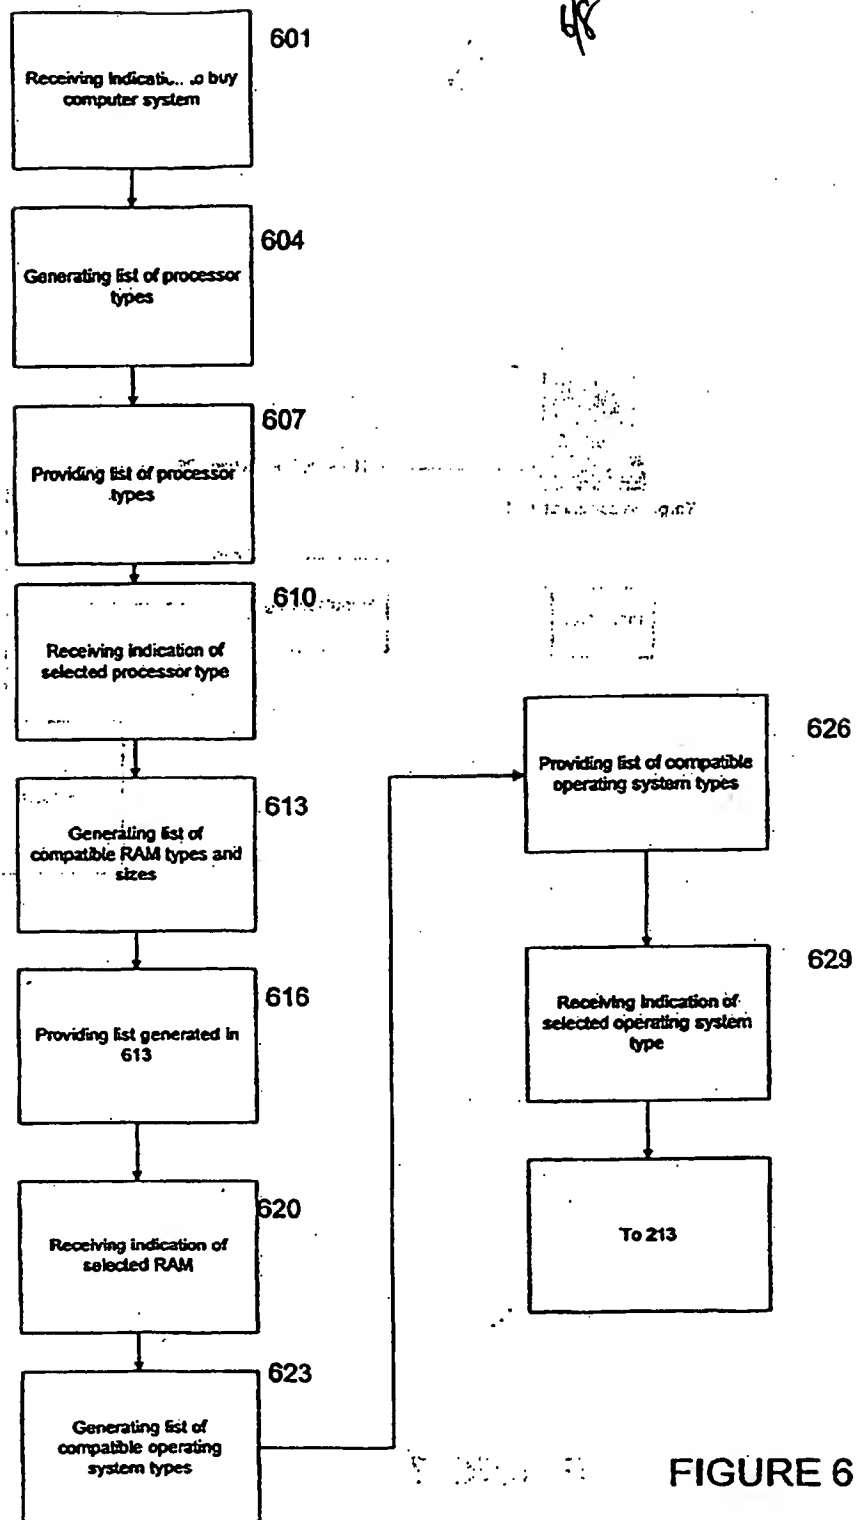 6/8
601
Receiving Indicati... .o buy
computer system
604
Generating list of processor
types
607
Providing list of processor
types
610
Receiving indication of
selected processor type
613
Generating list of
compatible RAM types and
sizes
616
Providing list generated in
613
620
Receiving indication of
selected RAM
623
Generating list of
compatible operating
system types
626
Providing list of compatible
operating system types
629
Receiving Indication of
selected operating system
type
To 213
FIGURE 6